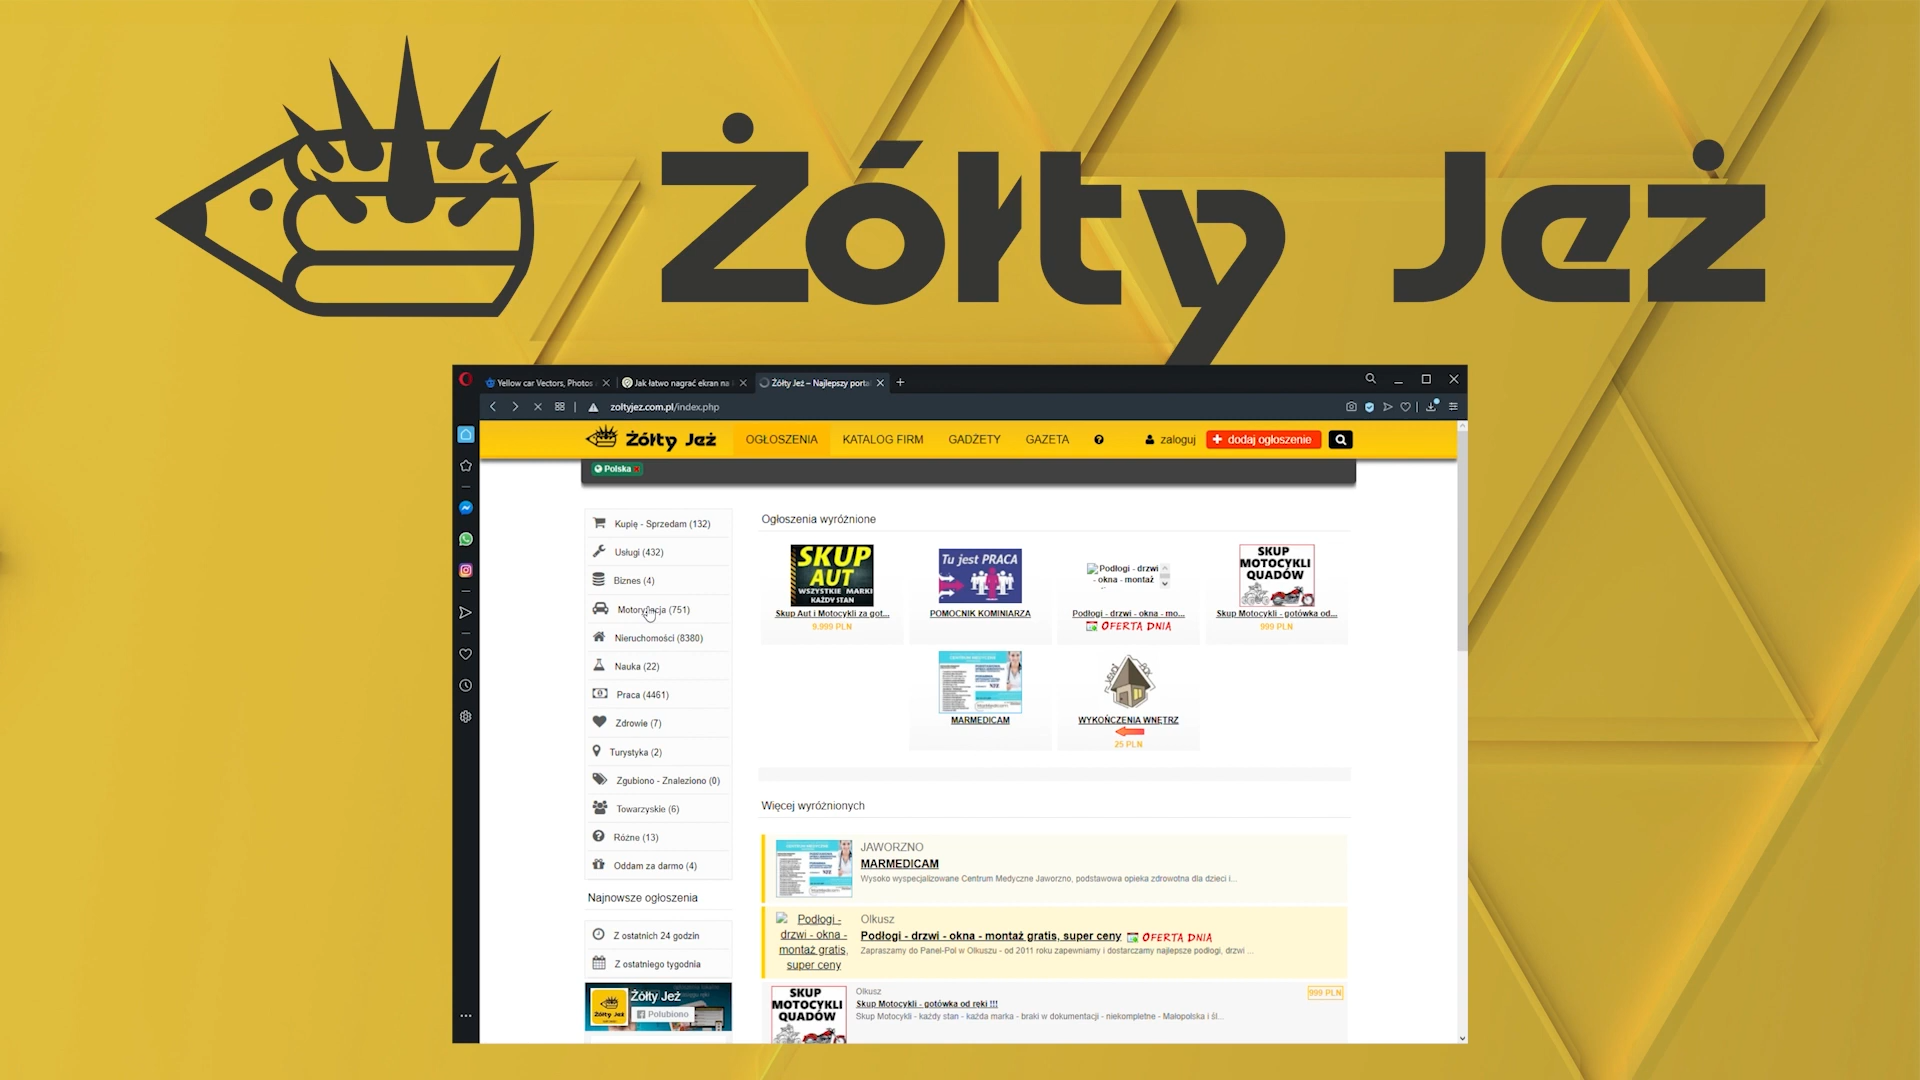 Żółty Jeż
Yellow car Vectors, Photos
Jak łatwo nagrać ekran na
Żółty Jeż – Najlepszy porta
zoltyjez.com.pl/index.php
Żółty Jeż
OGŁOSZENIA
KATALOG FIRM
GADŻETY
GAZETA
zaloguj
dodaj ogłoszenie
Polska
Kupię - Sprzedam (132)
Usługi (432)
Biznes (4)
Motoryzacja (751)
Nieruchomości (8380)
Nauka (22)
Praca (4461)
Zdrowie (7)
Turystyka (2)
Zgubiono - Znaleziono (0)
Towarzyskie (6)
Różne (13)
Oddam za darmo (4)
Najnowsze ogłoszenia
Z ostatnich 24 godzin
Z ostatniego tygodnia
Żółty Jeż
Polubiono
Żółty Jeż
Ogłoszenia wyróżnione
SKUP
AUT
WSZYSTKIE MARKI
KAŻDY STAN
Skup Aut i Motocykli za got...
9.999 PLN
Tu jest PRACA
POMOCNIK KOMINIARZA
Podłogi - drzwi
- okna - montaż
Podłogi - drzwi - okna - mo...
OFERTA DNIA
SKUP
MOTOCYKLI
QUADÓW
Skup Motocykli - gotówka od...
999 PLN
MARMEDICAM
WYKOŃCZENIA WNĘTRZ
25 PLN
Więcej wyróżnionych
JAWORZNO
MARMEDICAM
Wysoko wyspecjalizowane Centrum Medyczne Jaworzno, podstawowa opieka zdrowotna dla dzieci i...
Podłogi -
drzwi - okna -
montaż gratis,
super ceny
Olkusz
Podłogi - drzwi - okna - montaż gratis, super ceny
OFERTA DNIA
Zapraszamy do Panel-Pol w Olkuszu - od 2011 roku zapewniamy i dostarczamy najlepsze podłogi, drzwi ...
SKUP
MOTOCYKLI
QUADÓW
Olkusz
Skup Motocykli - gotówka od ręki !!!
999 PLN
Skup Motocykli - każdy stan - każda marka - braki w dokumentacji - niekompletne - Małopolska i śl...